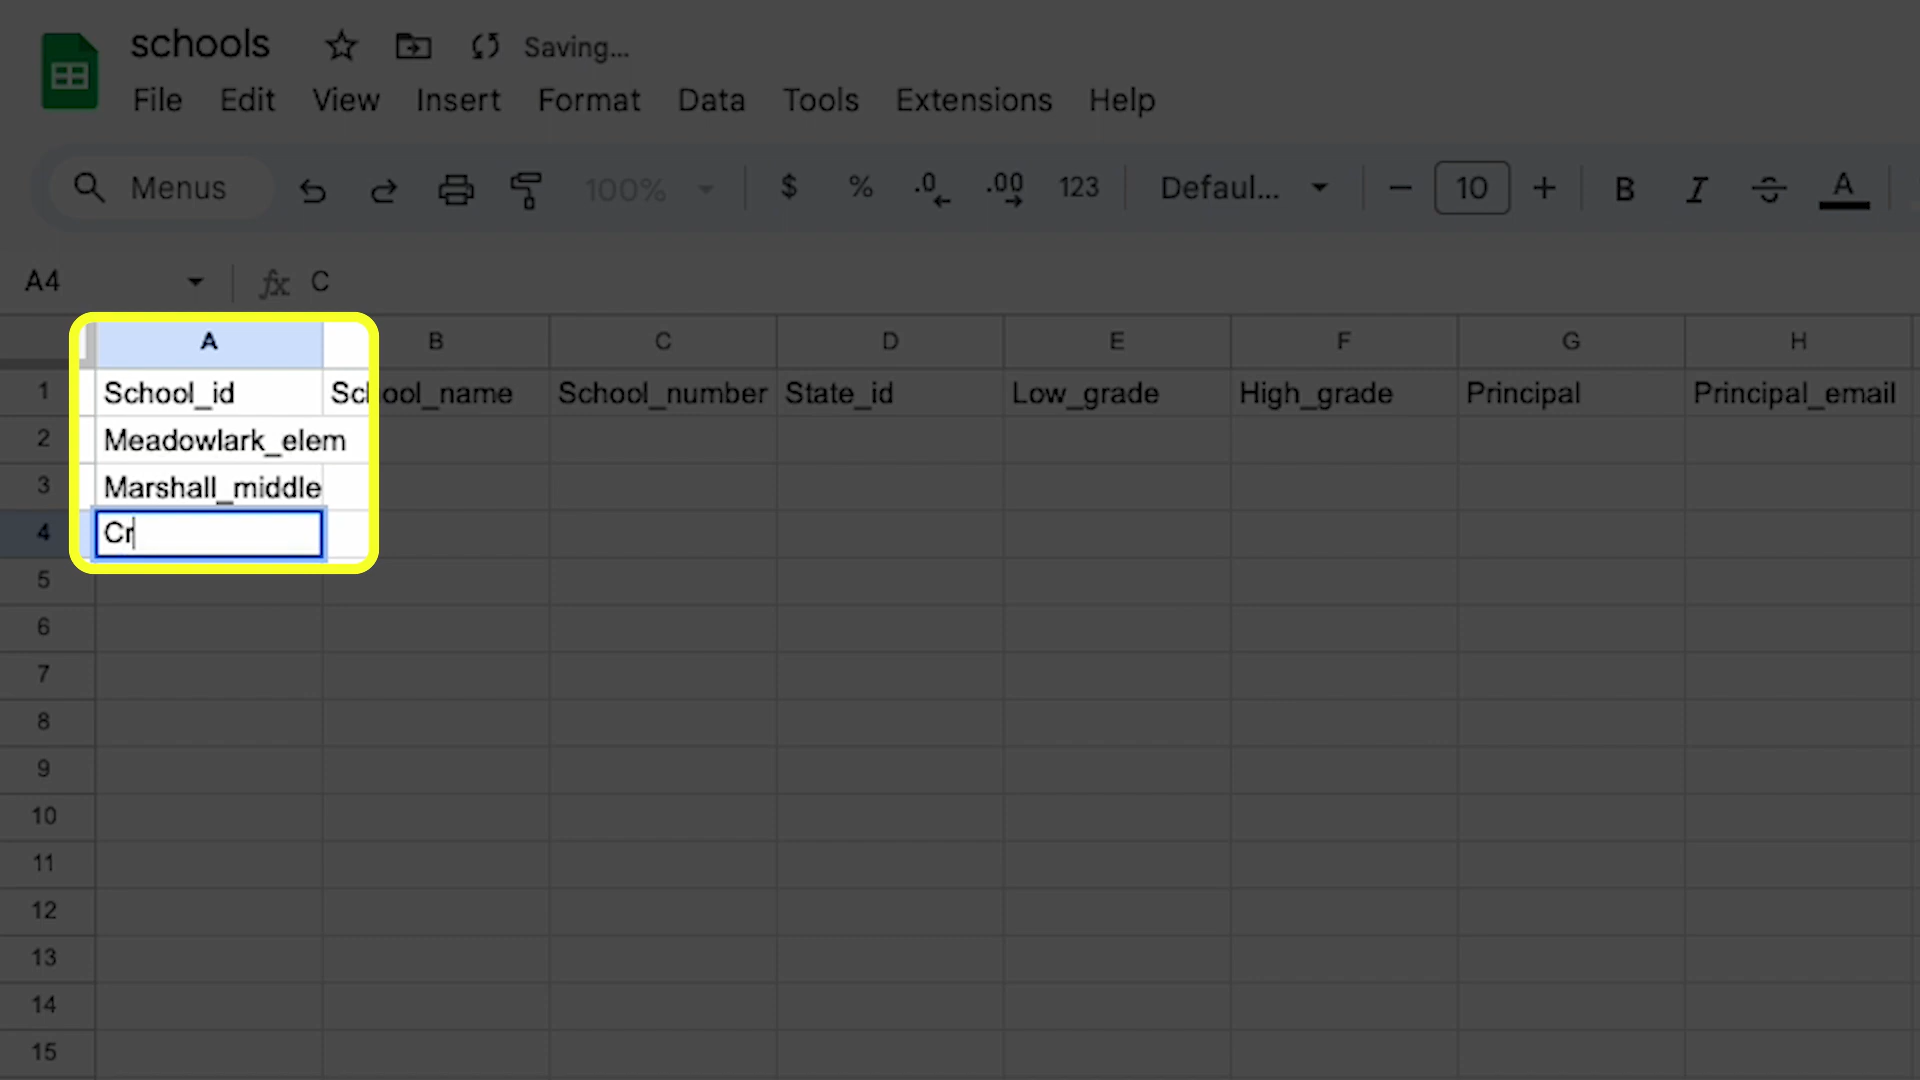 schools Saving...
File Edit View Insert Format Data Tools Extensions Help
Menus 100% $ % .0 .00 123 Defaul... 10 B I S A
A4 fx C
A B C D E F G H
1 School_id School_name School_number State_id Low_grade High_grade Principal Principal_email
2 Meadowlark_elem
3 Marshall_middle
4 Cr
5
6
7
8
9
10
11
12
13
14
15